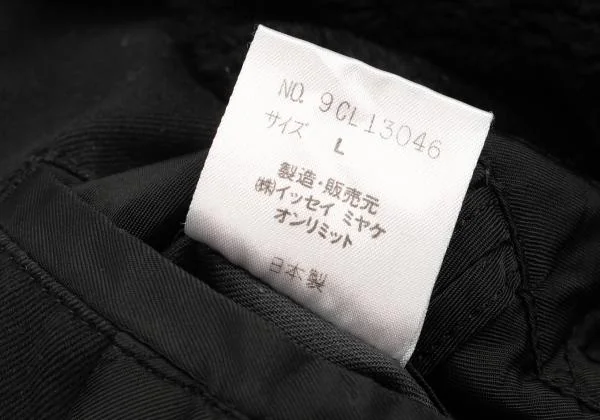 NO. 9CL13046
サイズ L
製造・販売元
㈱イッセイ ミヤケ
オンリミット
日本製